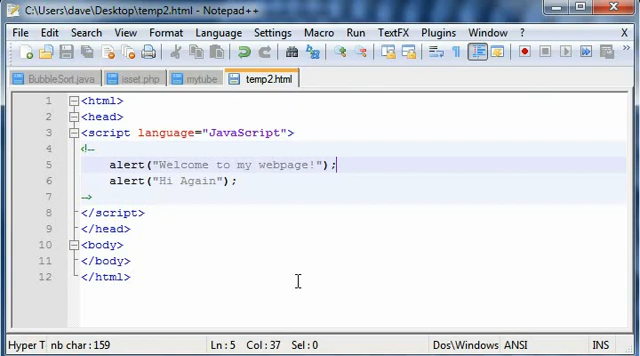 C:\Users\dave\Desktop\temp2.html - Notepad++
File Edit Search View Format Language Settings Macro Run TextFX Plugins Window ? X
BubbleSort.java isset.php mytube temp2.html
1 <html>
2 <head>
3 <script language="JavaScript">
4 <!--
5 alert("Welcome to my webpage!");
6 alert("Hi Again");
7 -->
8 </script>
9 </head>
10 <body>
11 </body>
12 </html>
Hyper T nb char : 159 Ln : 5 Col : 37 Sel : 0 Dos\Windows ANSI INS